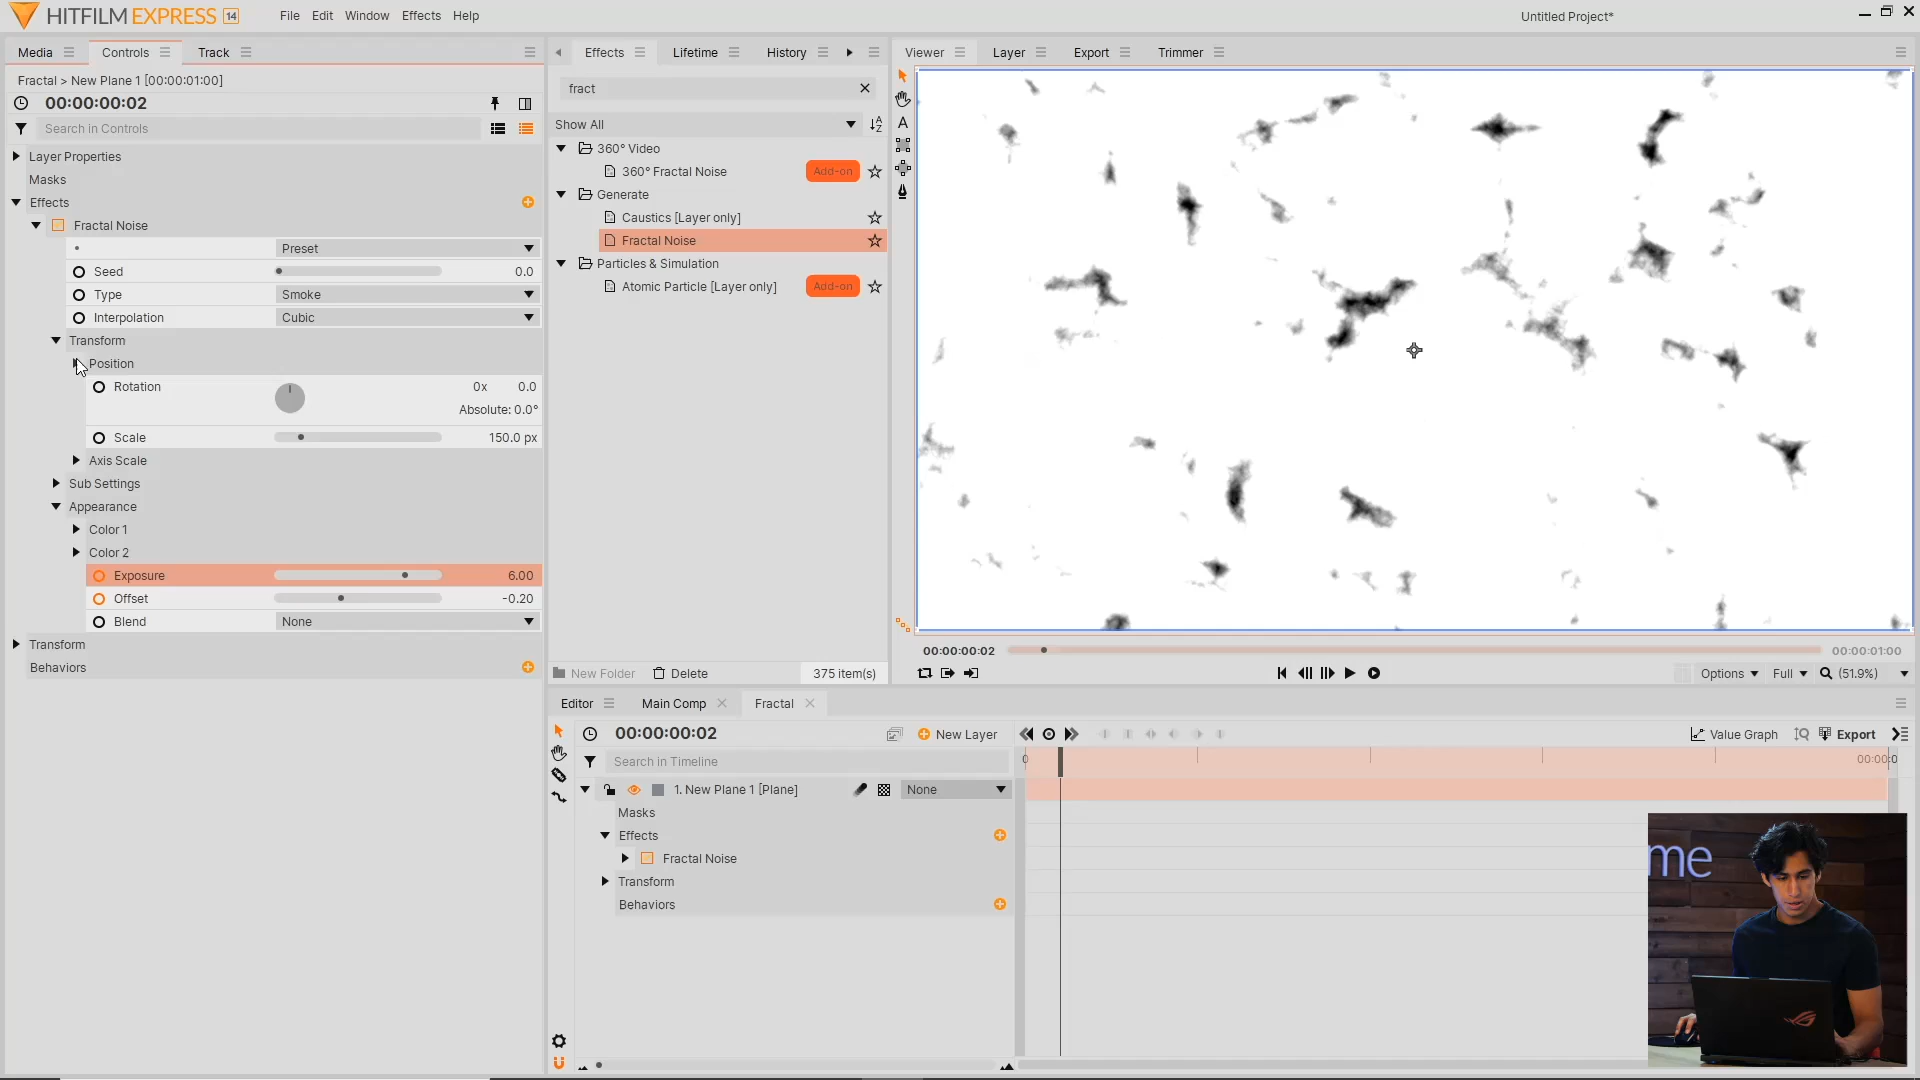 HITFILM EXPRESS 14
File Edit Window Effects Help
Untitled Project*
Media Controls Track
Fractal > New Plane 1 [00:00:01:00]
00:00:00:02
Search in Controls
Layer Properties
Masks
Effects
Fractal Noise
Preset
Seed 0.0
Type Smoke
Interpolation Cubic
Transform
Position
Rotation 0x 0.0
Absolute: 0.0°
Scale 150.0 px
Axis Scale
Sub Settings
Appearance
Color 1
Color 2
Exposure 6.00
Offset -0.20
Blend None
Transform
Behaviors
Effects Lifetime History
fract
Show All
360° Video
360° Fractal Noise Add-on
Generate
Caustics [Layer only]
Fractal Noise
Particles & Simulation
Atomic Particle [Layer only] Add-on
New Folder Delete 375 item(s)
Viewer Layer Export Trimmer
A
00:00:00:02 00:00:01:00
Options Full (51.9%)
Editor Main Comp Fractal
00:00:00:02 New Layer
Value Graph Export
Search in Timeline
0 00:00:0
1. New Plane 1 [Plane] None
Masks
Effects
Fractal Noise
Transform
Behaviors
me